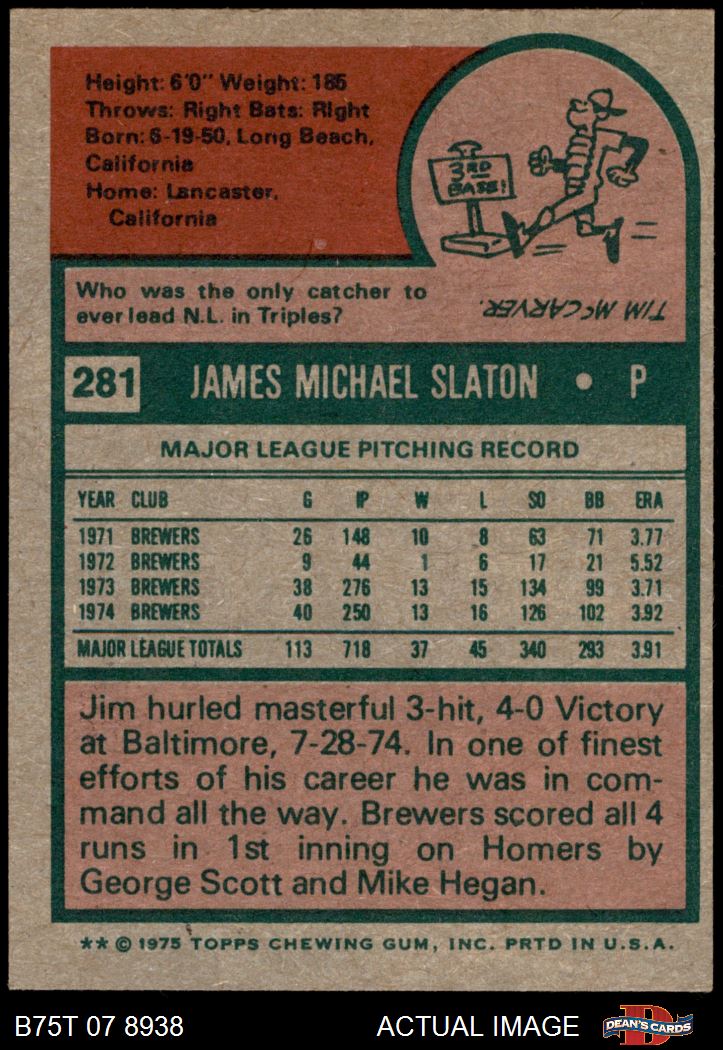 Height: 6'0" Weight: 185
Throws: Right Bats: Right
Born: 6-19-50, Long Beach,
California
Home: Lancaster,
California
3RD
BASE!
Who was the only catcher to
ever lead N.L. in Triples?
TIM McCARVER.
281 JAMES MICHAEL SLATON • P
MAJOR LEAGUE PITCHING RECORD
YEAR CLUB G IP W L SO BB ERA
1971 BREWERS 26 148 10 8 63 71 3.77
1972 BREWERS 9 44 1 6 17 21 5.52
1973 BREWERS 38 276 13 15 134 99 3.71
1974 BREWERS 40 250 13 16 126 102 3.92
MAJOR LEAGUE TOTALS 113 718 37 45 340 293 3.91
Jim hurled masterful 3-hit, 4-0 Victory
at Baltimore, 7-28-74. In one of finest
efforts of his career he was in com-
mand all the way. Brewers scored all 4
runs in 1st inning on Homers by
George Scott and Mike Hegan.
** © 1975 TOPPS CHEWING GUM, INC. PRTD IN U.S.A.
B75T 07 8938 ACTUAL IMAGE D DEAN'S CARDS